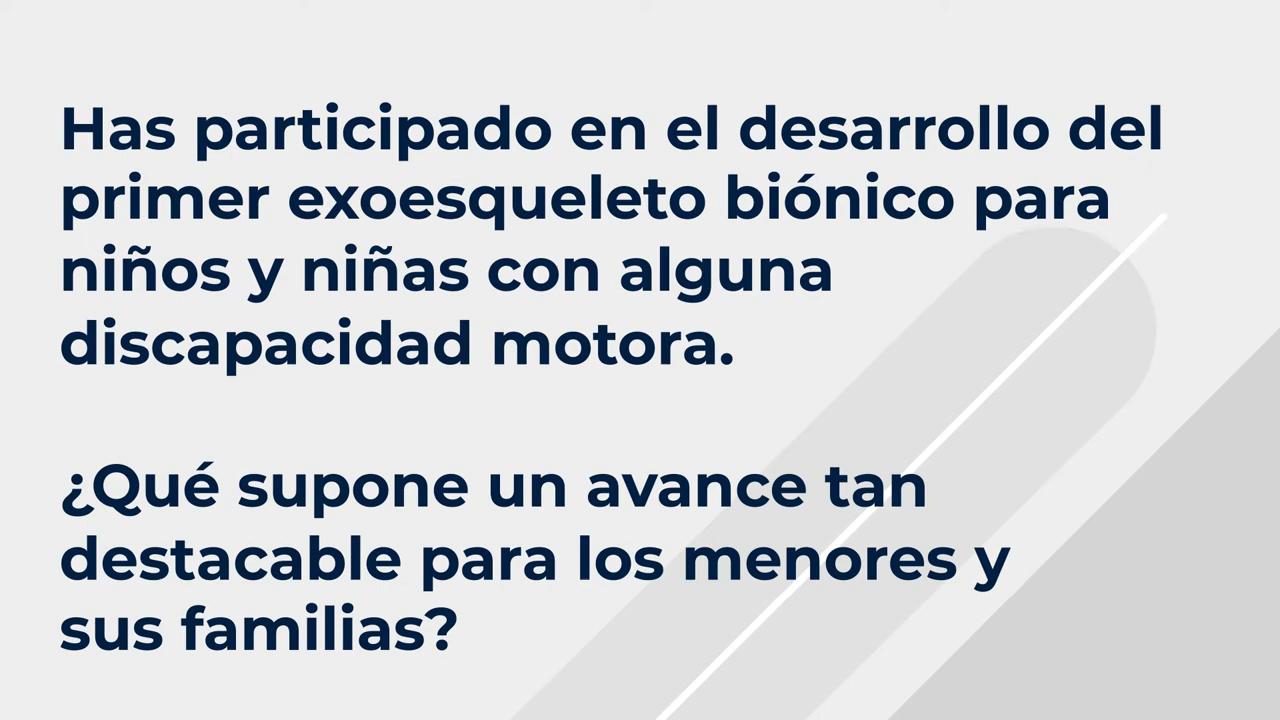 Has participado en el desarrollo del
primer exoesqueleto biónico para
niños y niñas con alguna
discapacidad motora.
¿Qué supone un avance tan
destacable para los menores y
sus familias?